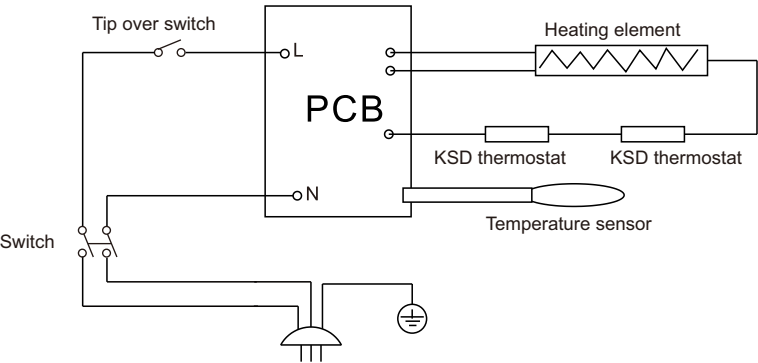 Tip over switch
L
Heating element
PCB
KSD thermostat
KSD thermostat
N
Temperature sensor
Switch